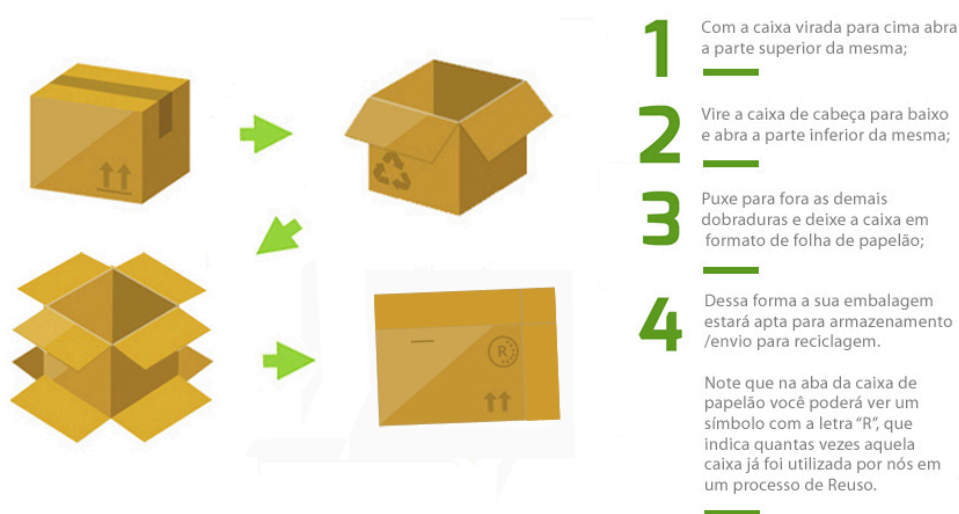 1
Com a caixa virada para cima abra
a parte superior da mesma;
2
Vire a caixa de cabeça para baixo
e abra a parte inferior da mesma;
3
Puxe para fora as demais
dobraduras e deixe a caixa em
formato de folha de papelão;
4
Dessa forma a sua embalagem
estará apta para armazenamento
/envio para reciclagem.
Note que na aba da caixa de
papelão você poderá ver um
símbolo com a letra “R”, que
indica quantas vezes aquela
caixa já foi utilizada por nós em
um processo de Reuso.
R